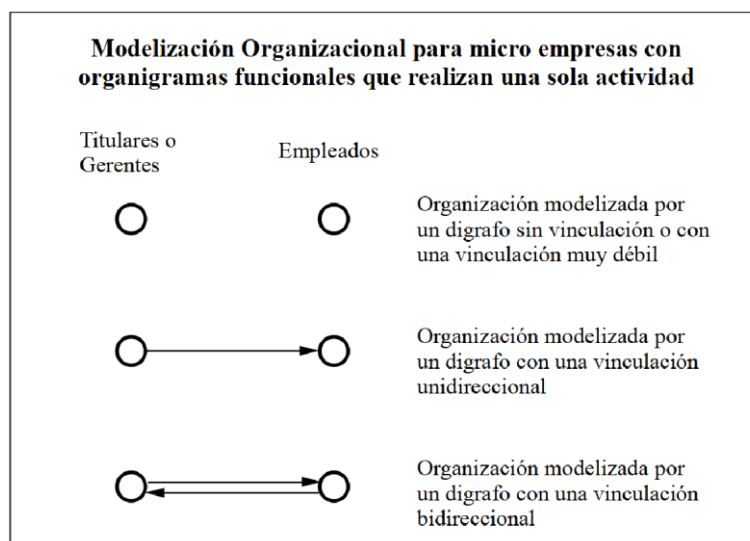 Modelización Organizacional para micro empresas con
organigramas funcionales que realizan una sola actividad
Titulares o
Gerentes
Empleados
Organización modelizada por
un digrafo sin vinculación o con
una vinculación muy débil
Organización modelizada por
un digrafo con una vinculación
unidireccional
Organización modelizada por
un digrafo con una vinculación
bidireccional